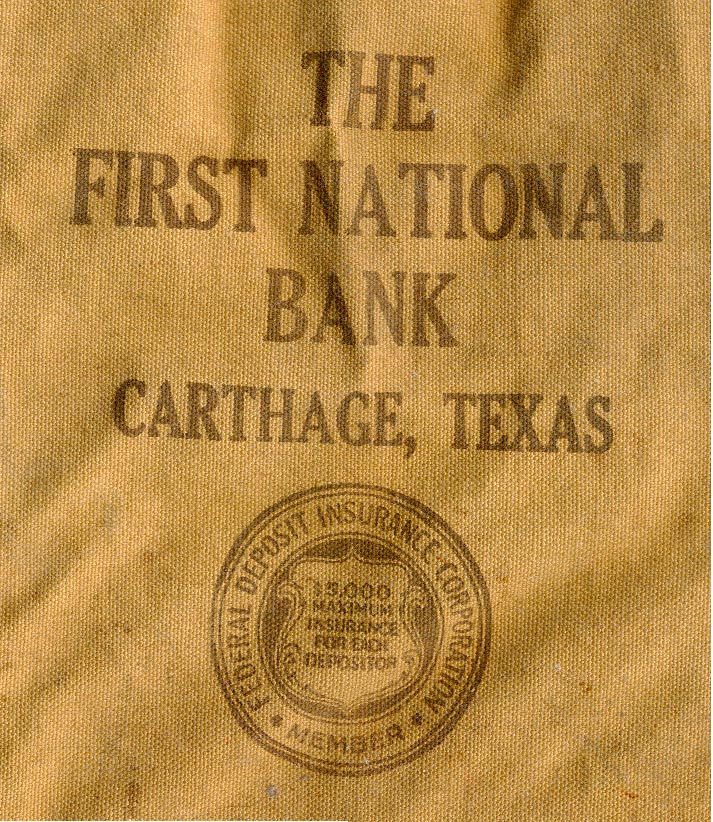 THE
FIRST NATIONAL
BANK
CARTHAGE, TEXAS
FEDERAL DEPOSIT INSURANCE CORPORATION
$5,000
MAXIMUM
INSURANCE
FOR EACH
DEPOSITOR
• MEMBER •